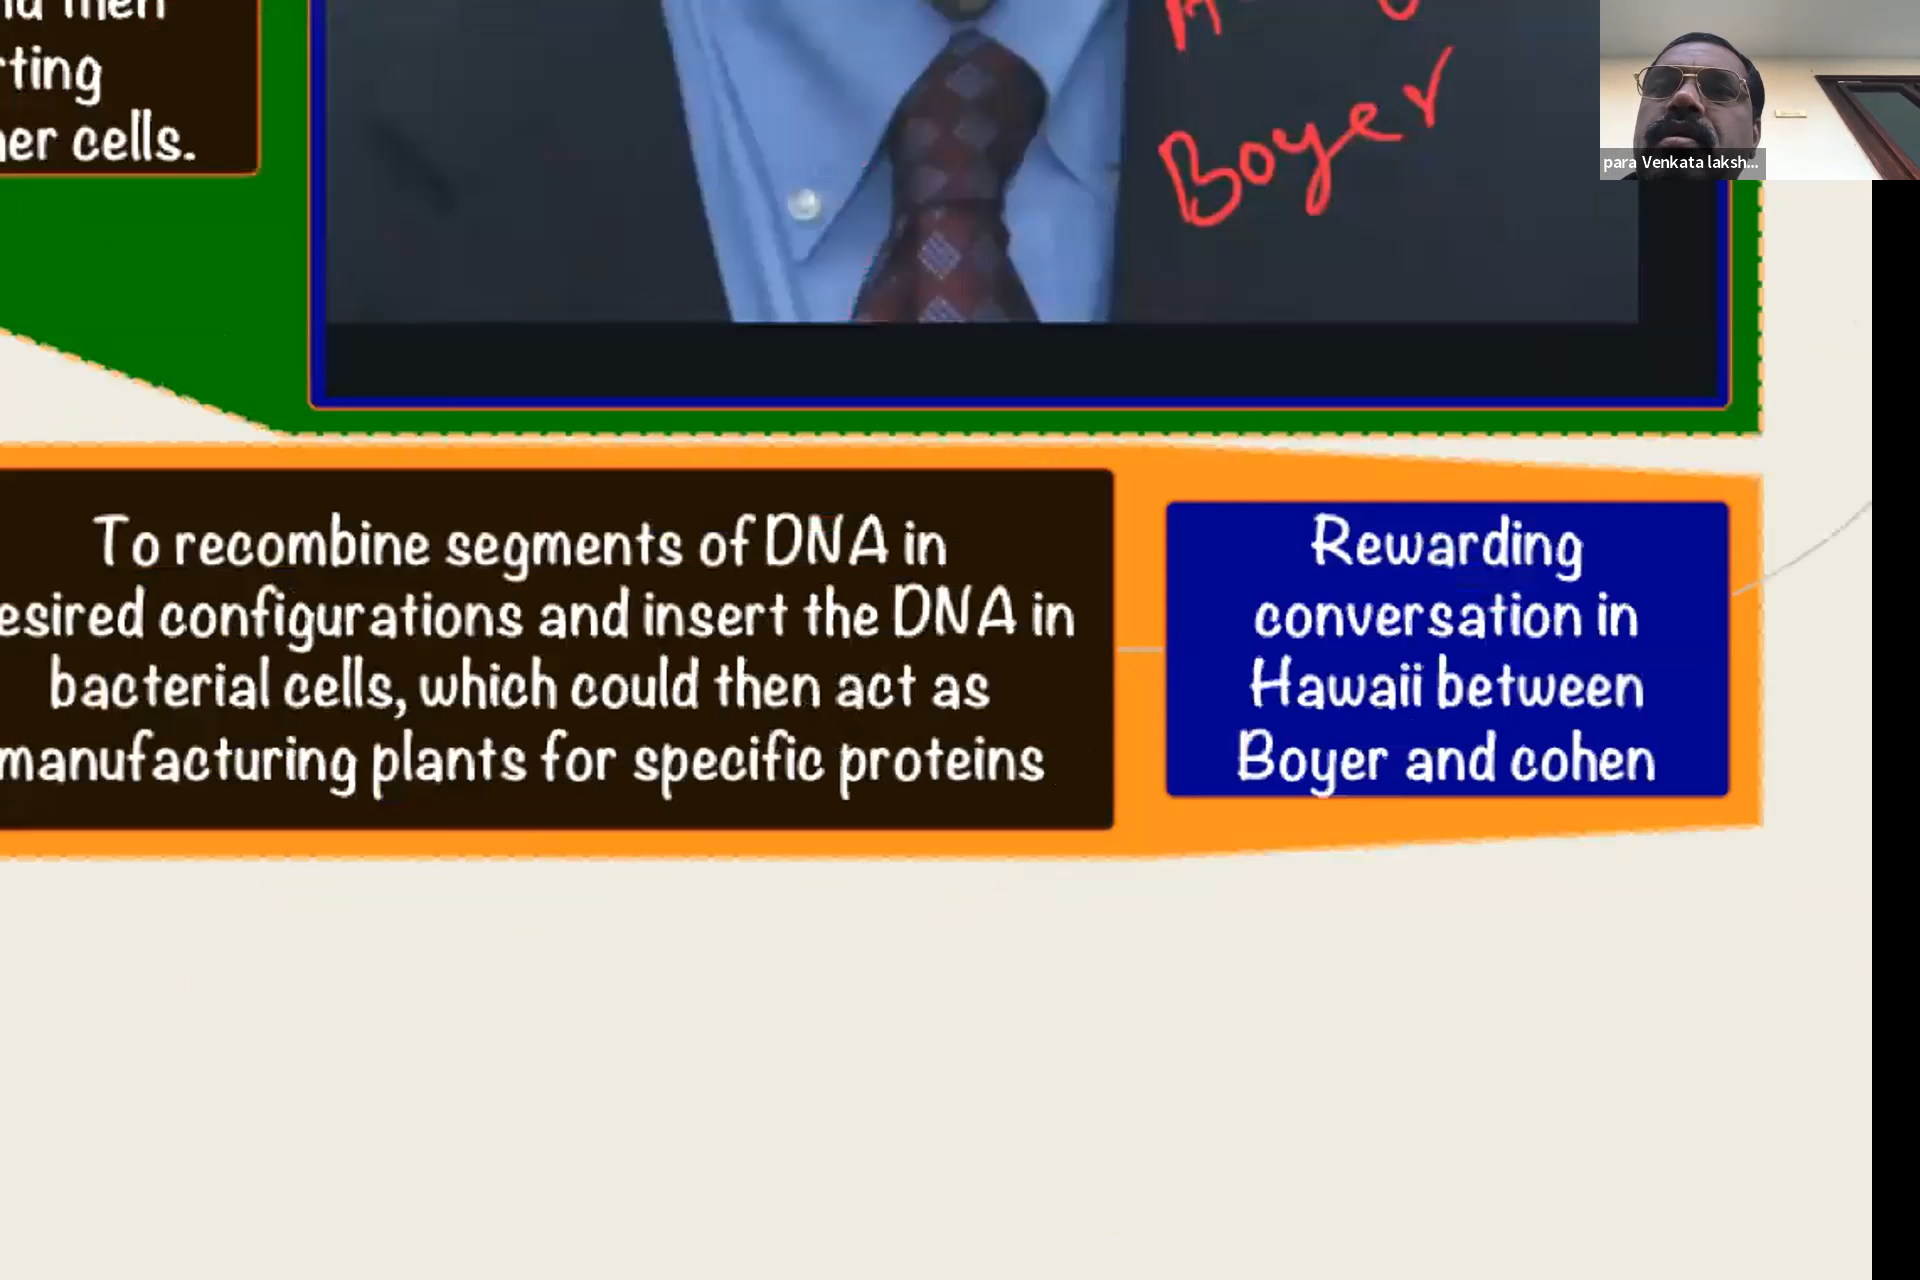 then
rting
her cells.
Boyer
para Venkata laksh...
To recombine segments of DNA in
esired configurations and insert the DNA in
bacterial cells, which could then act as
manufacturing plants for specific proteins
Rewarding
conversation in
Hawaii between
Boyer and cohen